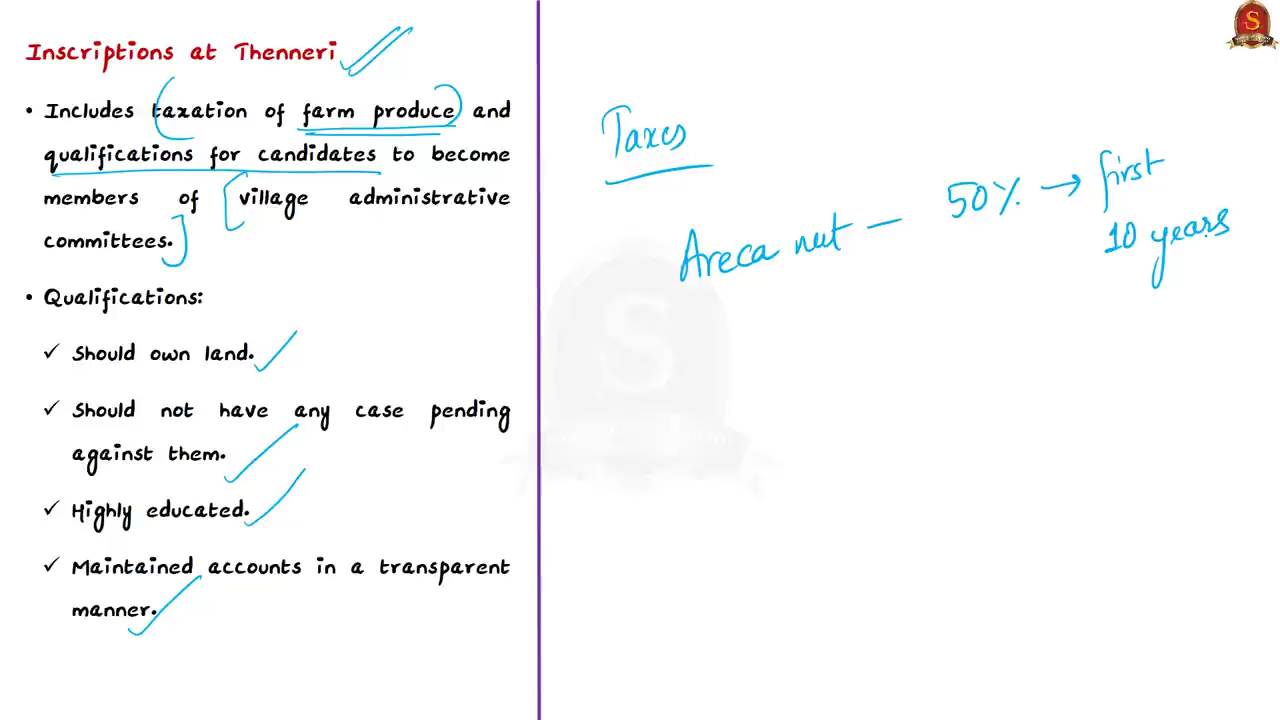 Inscriptions at Thenneri
• Includes taxation of farm produce and
qualifications for candidates to become
members of village administrative
committees.
• Qualifications:
✓ Should own land.
✓ Should not have any case pending
against them.
✓ Highly educated.
✓ Maintained accounts in a transparent
manner.
Taxes
Areca nut — 50% → first
10 years
S
S